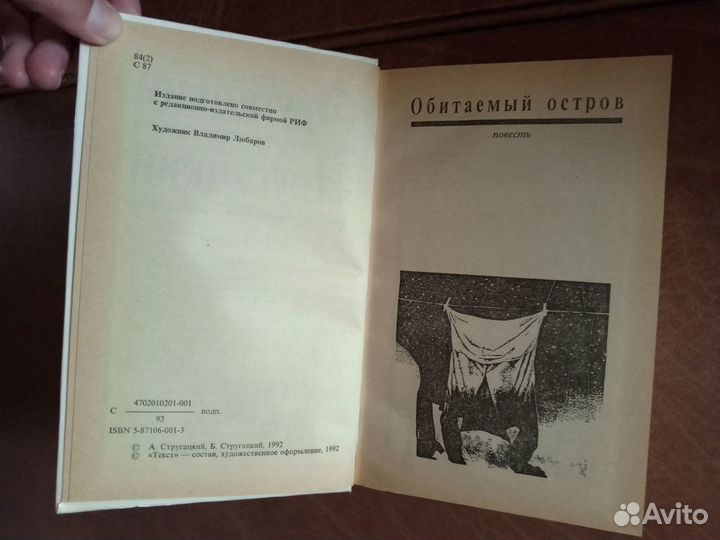 84(2)
С 87
Издание подготовлено совместно
с редакционно-издательской фирмой РИФ
Художник Владимир Любаров
4702010201-001
С подп.
93
ISBN 5-87106-001-3
© А. Стругацкий, Б. Стругацкий, 1992
© «Текст» — состав, художественное оформление, 1992
Обитаемый остров
повесть
Avito